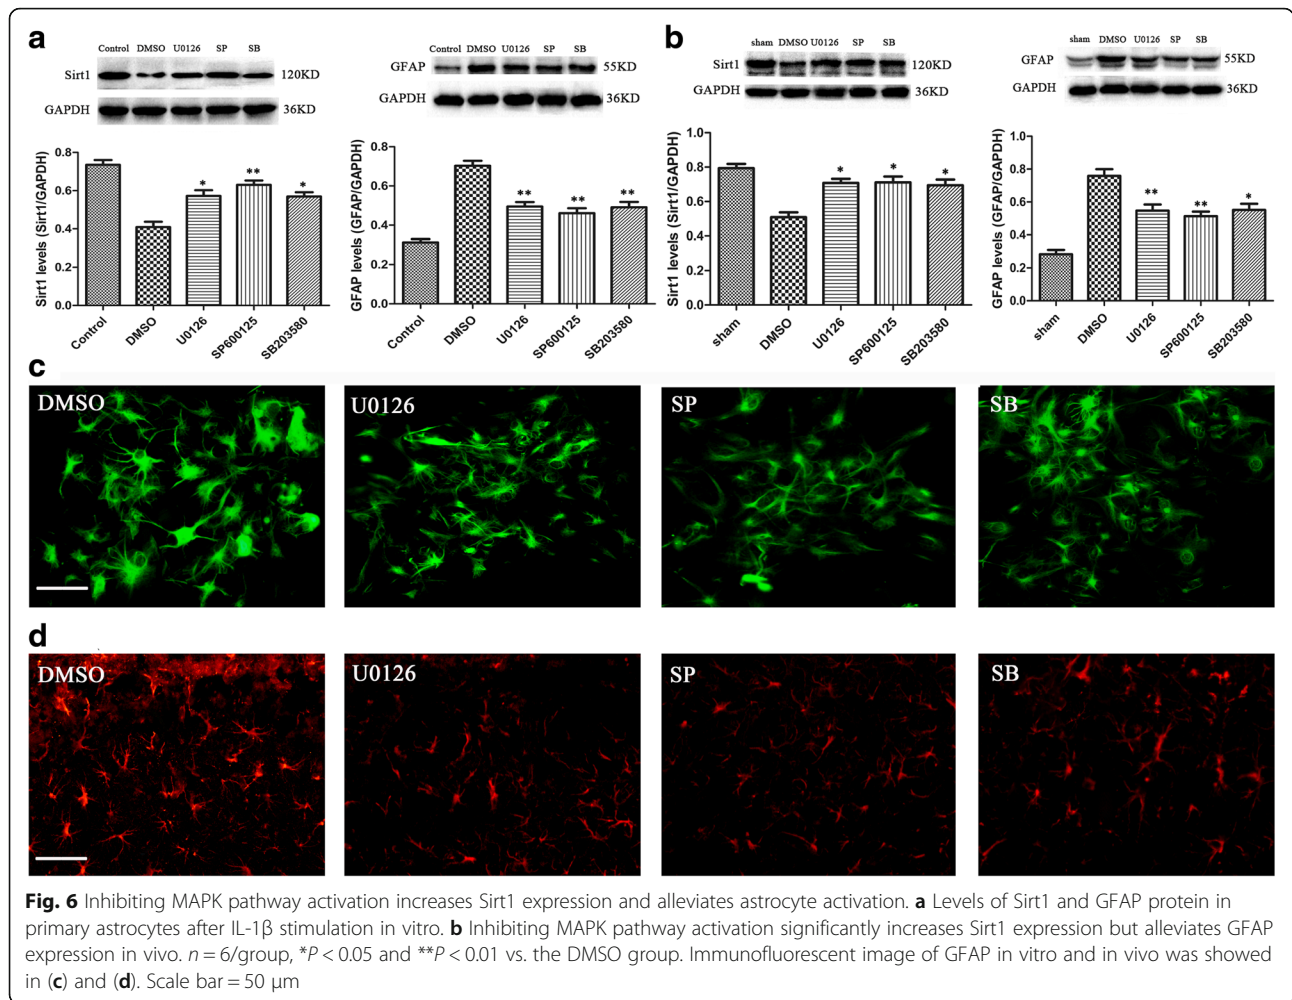 a
Control DMSO U0126 SP SB
Sirt1 120KD
GAPDH 36KD
Sirt1 levels (Sirt1/GAPDH)
0.8
0.6
0.4
0.2
0.0
* ** *
Control DMSO U0126 SP600125 SB203580
Control DMSO U0126 SP SB
GFAP 55KD
GAPDH 36KD
GFAP levels (GFAP/GAPDH)
0.8
0.6
0.4
0.2
0.0
** ** **
Control DMSO U0126 SP600125 SB203580
b
sham DMSO U0126 SP SB
Sirt1 120KD
GAPDH 36KD
Sirt1 levels (Sirt1/GAPDH)
1.0
0.8
0.6
0.4
0.2
0.0
* * *
sham DMSO U0126 SP600125 SB203580
sham DMSO U0126 SP SB
GFAP 55KD
GAPDH 36KD
GFAP levels (GFAP/GAPDH)
1.0
0.8
0.6
0.4
0.2
0.0
** ** *
sham DMSO U0126 SP600125 SB203580
c
DMSO U0126 SP SB
d
DMSO U0126 SP SB
Fig. 6 Inhibiting MAPK pathway activation increases Sirt1 expression and alleviates astrocyte activation. a Levels of Sirt1 and GFAP protein in
primary astrocytes after IL-1β stimulation in vitro. b Inhibiting MAPK pathway activation significantly increases Sirt1 expression but alleviates GFAP
expression in vivo. n = 6/group, *P < 0.05 and **P < 0.01 vs. the DMSO group. Immunofluorescent image of GFAP in vitro and in vivo was showed
in (c) and (d). Scale bar = 50 μm